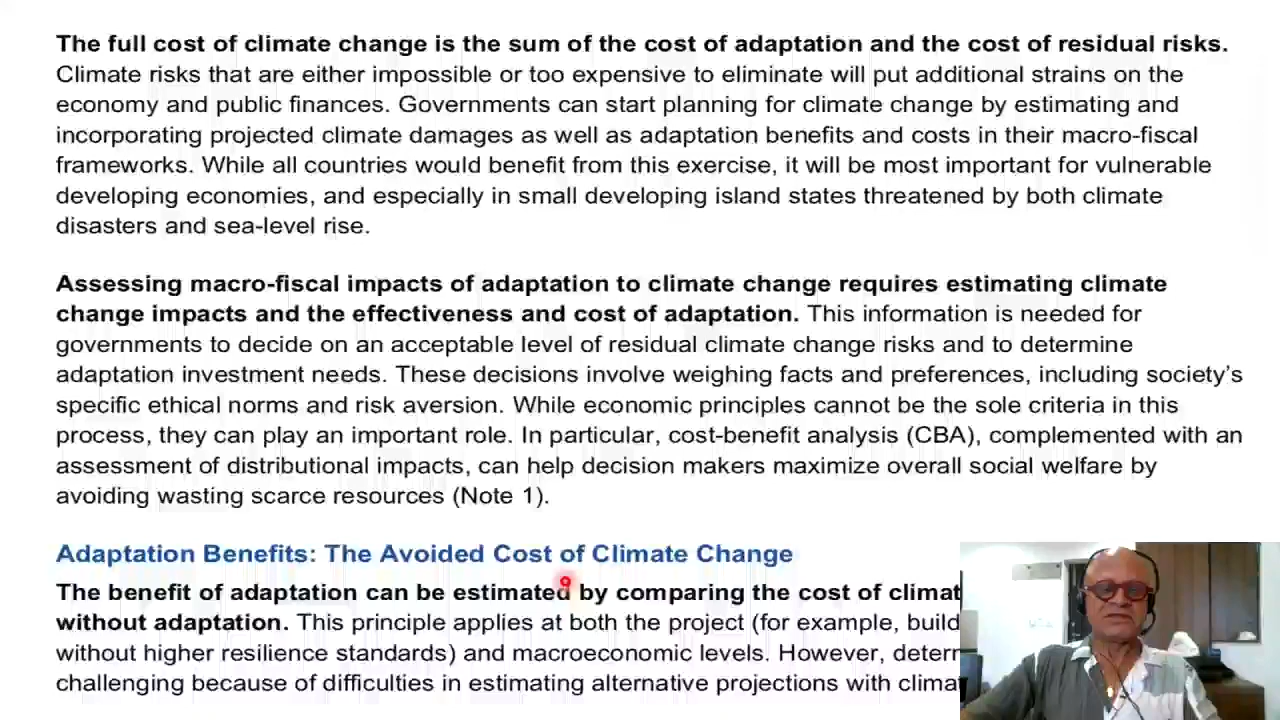 The full cost of climate change is the sum of the cost of adaptation and the cost of residual risks.
Climate risks that are either impossible or too expensive to eliminate will put additional strains on the
economy and public finances. Governments can start planning for climate change by estimating and
incorporating projected climate damages as well as adaptation benefits and costs in their macro-fiscal
frameworks. While all countries would benefit from this exercise, it will be most important for vulnerable
developing economies, and especially in small developing island states threatened by both climate
disasters and sea-level rise.
Assessing macro-fiscal impacts of adaptation to climate change requires estimating climate
change impacts and the effectiveness and cost of adaptation. This information is needed for
governments to decide on an acceptable level of residual climate change risks and to determine
adaptation investment needs. These decisions involve weighing facts and preferences, including society’s
specific ethical norms and risk aversion. While economic principles cannot be the sole criteria in this
process, they can play an important role. In particular, cost-benefit analysis (CBA), complemented with an
assessment of distributional impacts, can help decision makers maximize overall social welfare by
avoiding wasting scarce resources (Note 1).
Adaptation Benefits: The Avoided Cost of Climate Change
The benefit of adaptation can be estimated by comparing the cost of climat
without adaptation. This principle applies at both the project (for example, build
without higher resilience standards) and macroeconomic levels. However, deter
challenging because of difficulties in estimating alternative projections with clima